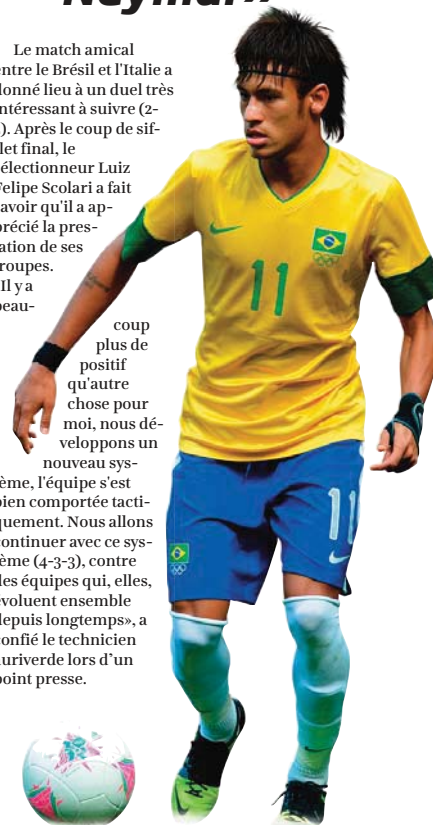 Neymar»
Le match amical
entre le Brésil et l'Italie a
donné lieu à un duel très
intéressant à suivre (2-
). Après le coup de sif-
flet final, le
sélectionneur Luiz
Felipe Scolari a fait
savoir qu'il a ap-
précié la pres-
tation de ses
troupes.
«Il y a
beau-
coup
plus de
positif
qu'autre
chose pour
moi, nous dé-
veloppons un
nouveau sys-
tème, l'équipe s'est
bien comportée tacti-
quement. Nous allons
continuer avec ce sys-
tème (4-3-3), contre
des équipes qui, elles,
évoluent ensemble
depuis longtemps», a
confié le technicien
auriverde lors d'un
point presse.
11
11